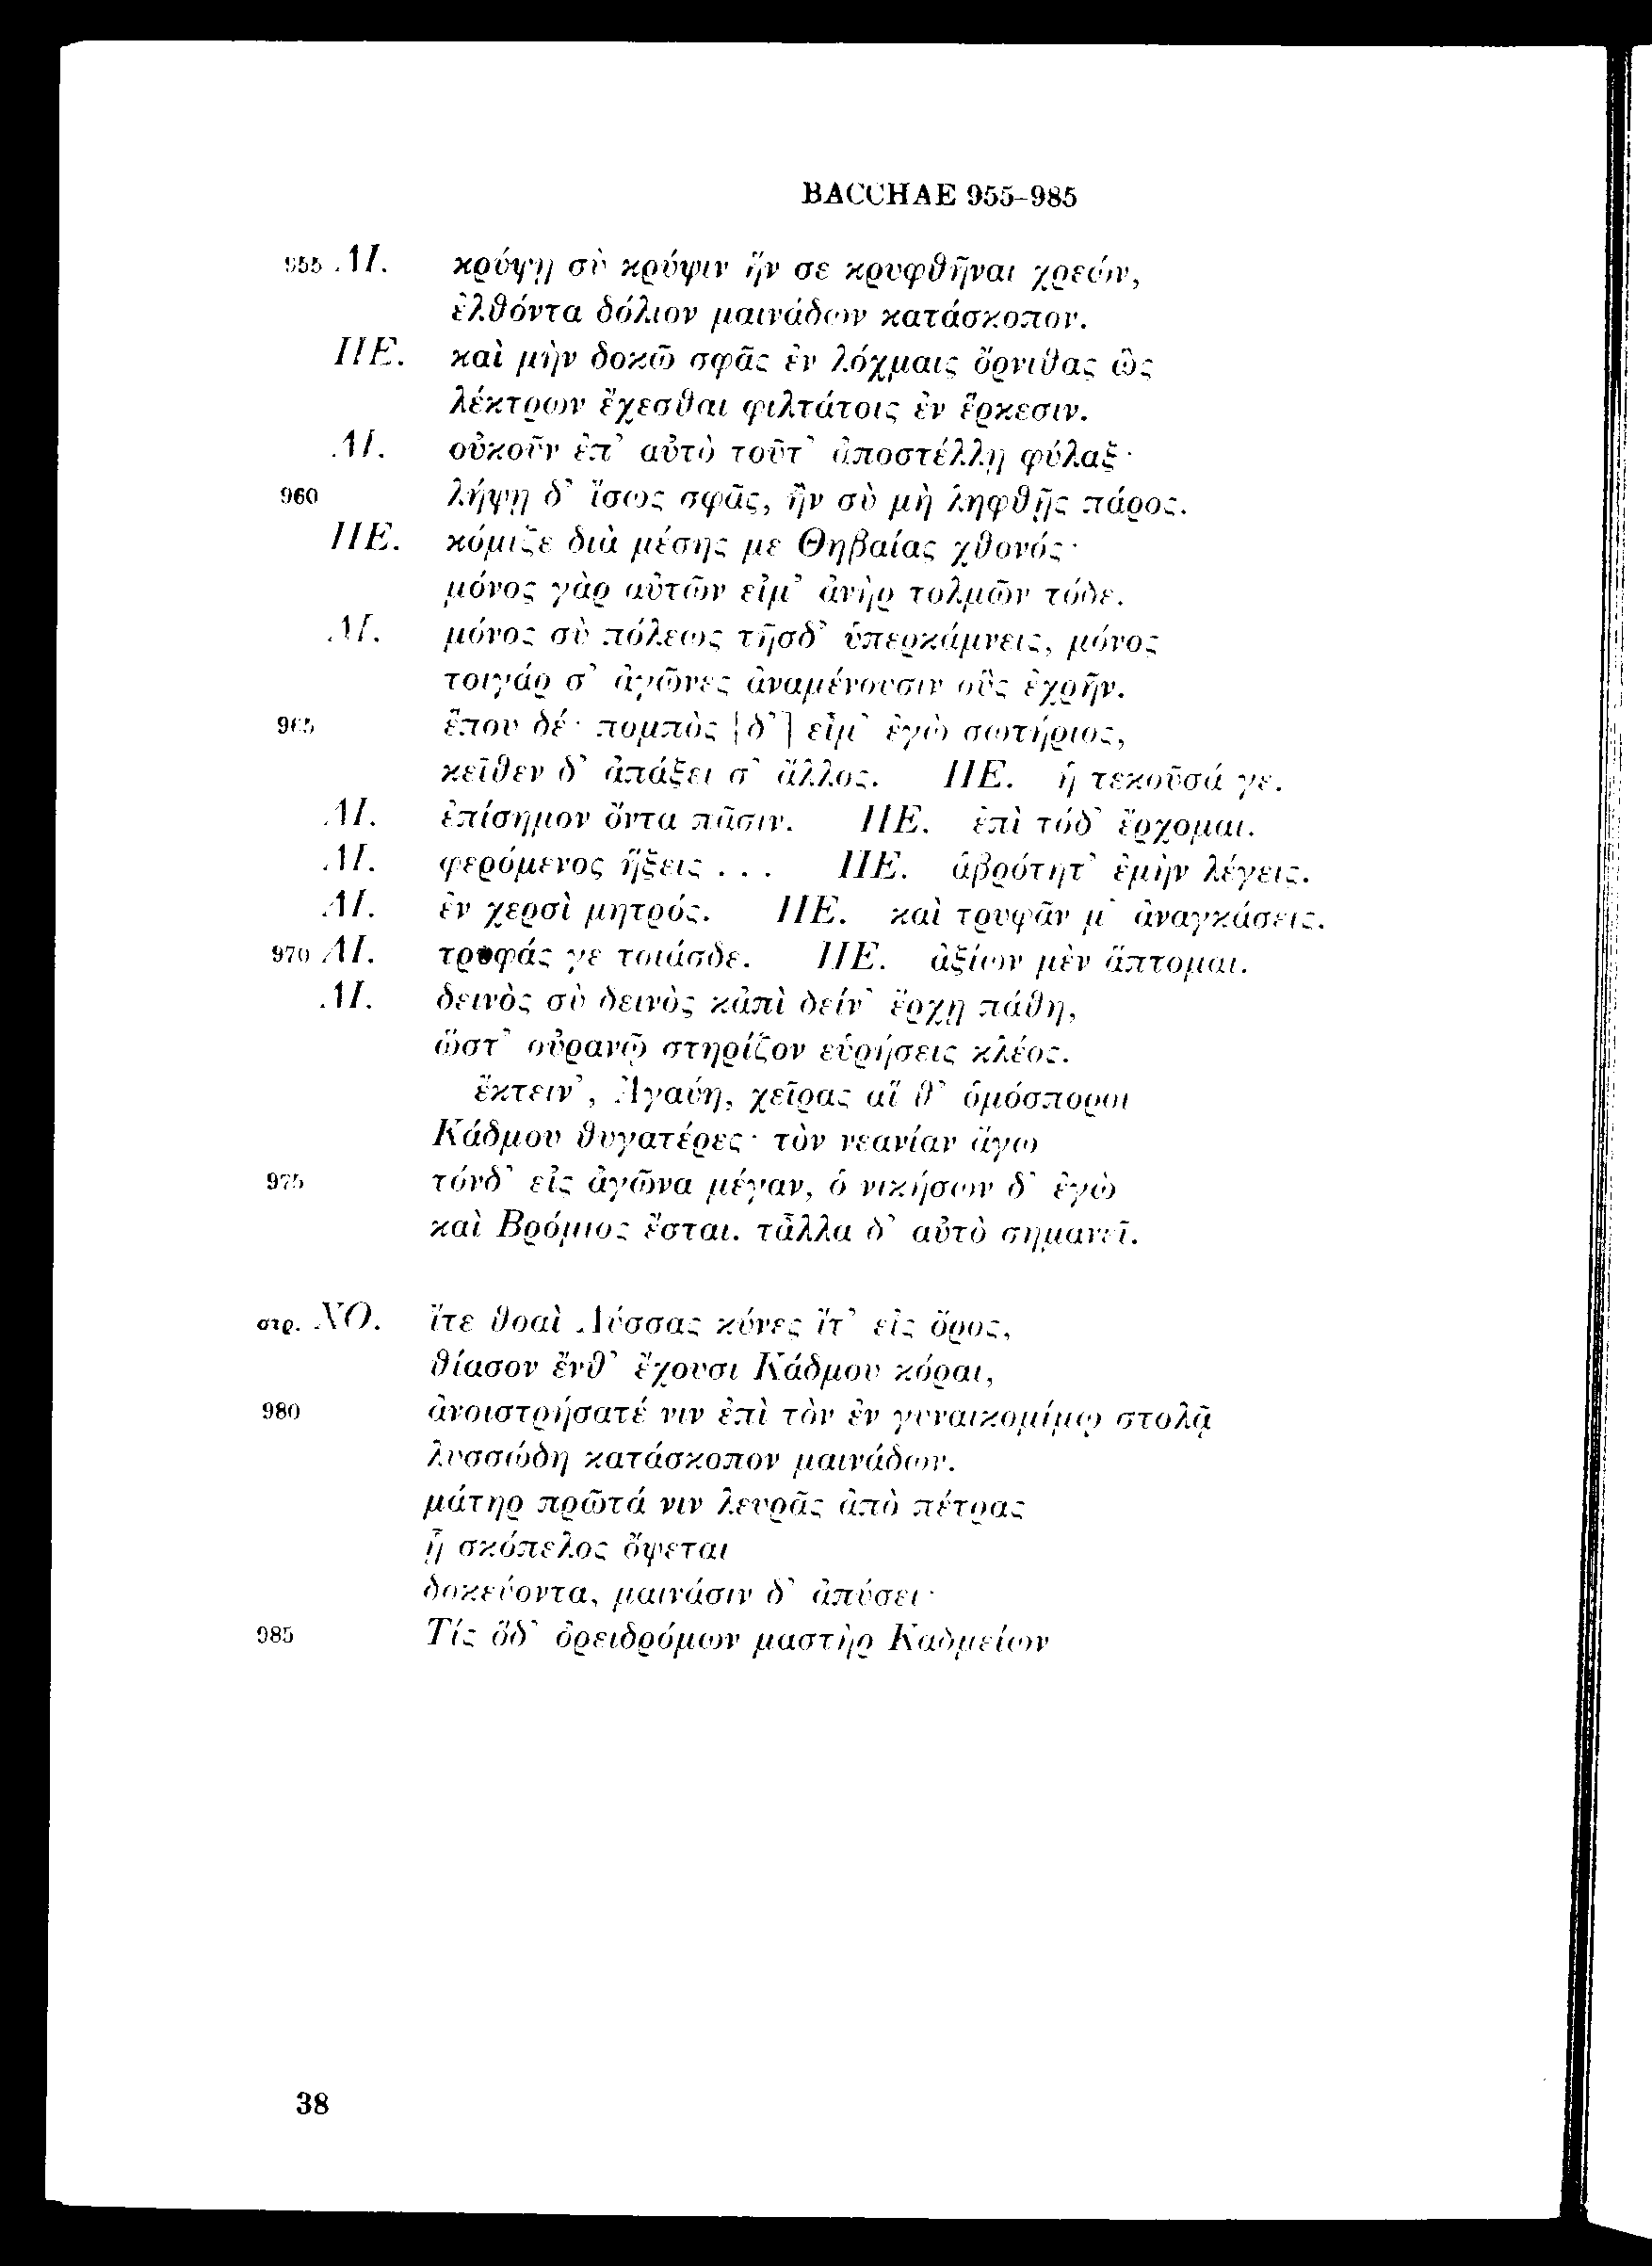 BACCHAE 955-985
955 ΔΙ. κρύψῃ σὺ κρύψιν ἥν σε κρυφθῆναι χρεών,
ἐλθόντα δόλιον μαινάδων κατάσκοπον.
ΠΕ. καὶ μὴν δοκῶ σφᾶς ἐν λόχμαις ὄρνιθας ὣς
λέκτρων ἔχεσθαι φιλτάτοις ἐν ἕρκεσιν.
ΔΙ. οὐκοῦν ἐπ’ αὐτὸ τοῦτ’ ἀποστέλλῃ φύλαξ·
960 λήψῃ δ’ ἴσως σφᾶς, ἢν σὺ μὴ ληφθῇς πάρος.
ΠΕ. κόμιζε διὰ μέσης με Θηβαίας χθονός·
μόνος γὰρ αὐτῶν εἰμ’ ἀνὴρ τολμῶν τόδε.
ΔΙ. μόνος σὺ πόλεως τῆσδ’ ὑπερκάμνεις, μόνος
τοιγάρ σ’ ἀγῶνες ἀναμένουσιν οὓς ἐχρῆν.
965 ἕπου δέ· πομπὸς [δ’] εἶμ’ ἐγὼ σωτήριος,
κεῖθεν δ’ ἀπάξει σ’ ἄλλος. ΠΕ. ἡ τεκοῦσά γε.
ΔΙ. ἐπίσημον ὄντα πᾶσιν. ΠΕ. ἐπὶ τόδ’ ἔρχομαι.
ΔΙ. φερόμενος ἥξεις . . . ΠΕ. ἁβρότητ’ ἐμὴν λέγεις.
ΔΙ. ἐν χερσὶ μητρός. ΠΕ. καὶ τρυφᾶν μ’ ἀναγκάσεις.
970 ΔΙ. τρυφάς γε τοιάσδε. ΠΕ. ἀξίων μὲν ἅπτομαι.
ΔΙ. δεινὸς σὺ δεινὸς κἀπὶ δείν’ ἔρχῃ πάθη,
ὥστ’ οὐρανῷ στηρίζον εὑρήσεις κλέος.
ἔκτειν’, Ἀγαύη, χεῖρας αἵ θ’ ὁμόσποροι
Κάδμου θυγατέρες· τὸν νεανίαν ἄγω
975 τόνδ’ εἰς ἀγῶνα μέγαν, ὁ νικήσων δ’ ἐγὼ
καὶ Βρόμιος ἔσται. τἆλλα δ’ αὐτὸ σημανεῖ.
στρ. ΧΟ. ἴτε θοαὶ Λύσσας κύνες ἴτ’ εἰς ὄρος,
θίασον ἔνθ’ ἔχουσι Κάδμου κόραι,
980 ἀνοιστρήσατέ νιν ἐπὶ τὸν ἐν γυναικομίμῳ στολᾷ
λυσσώδη κατάσκοπον μαινάδων.
μάτηρ πρῶτά νιν λευρᾶς ἀπὸ πέτρας
ἢ σκόπελος ὄψεται
δοκεύοντα, μαινάσιν δ’ ἀπύσει·
985 Τίς ὅδ’ ὀρειδρόμων μαστὴρ Καδμείων
38